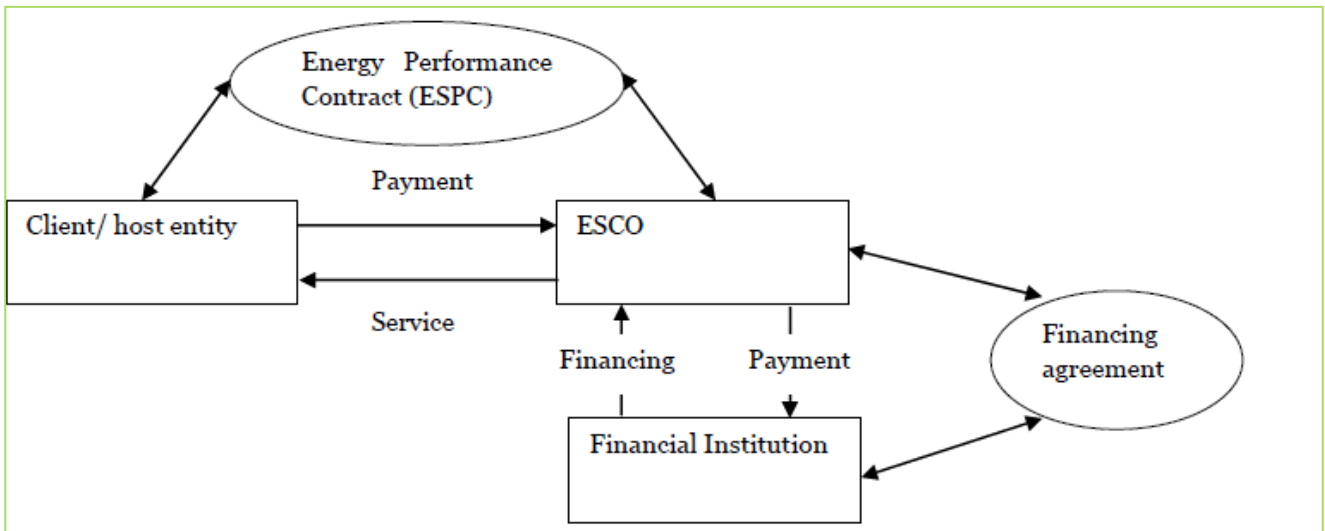 Energy Performance
Contract (ESPC)
Payment
Client/ host entity
ESCO
Service
Financing
Payment
Financing
agreement
Financial Institution